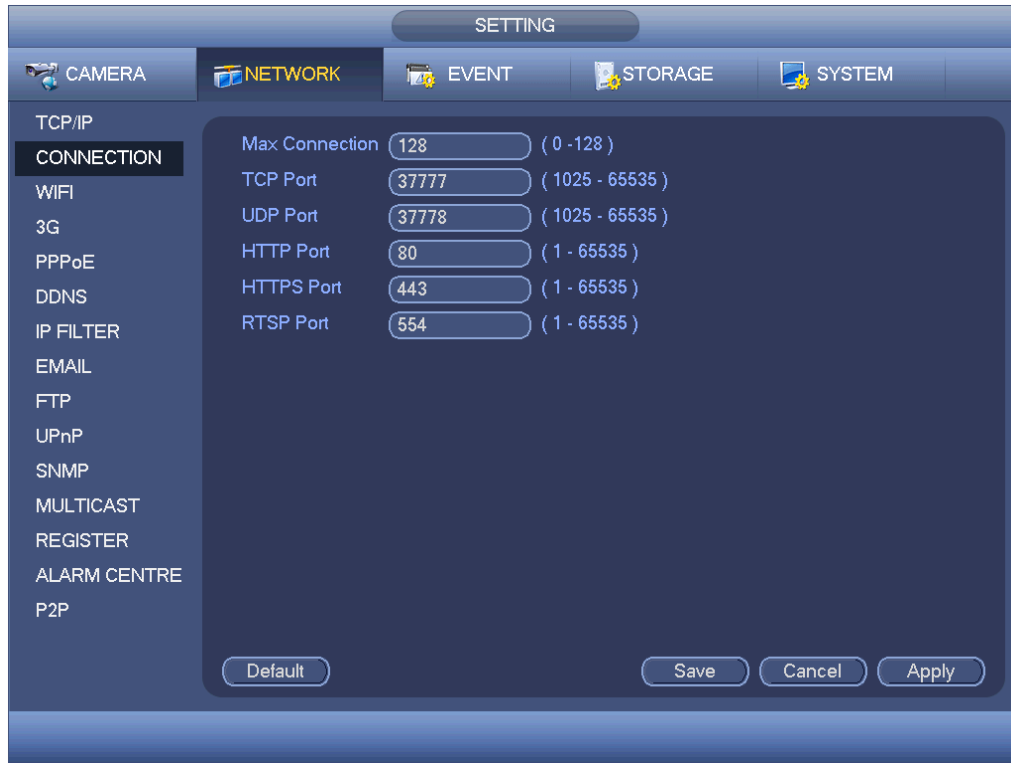 SETTING
CAMERA NETWORK EVENT STORAGE SYSTEM
TCP/IP
CONNECTION
WIFI
3G
PPPoE
DDNS
IP FILTER
EMAIL
FTP
UPnP
SNMP
MULTICAST
REGISTER
ALARM CENTRE
P2P
Max Connection 128 ( 0 -128 )
TCP Port 37777 ( 1025 - 65535 )
UDP Port 37778 ( 1025 - 65535 )
HTTP Port 80 ( 1 - 65535 )
HTTPS Port 443 ( 1 - 65535 )
RTSP Port 554 ( 1 - 65535 )
Default Save Cancel Apply